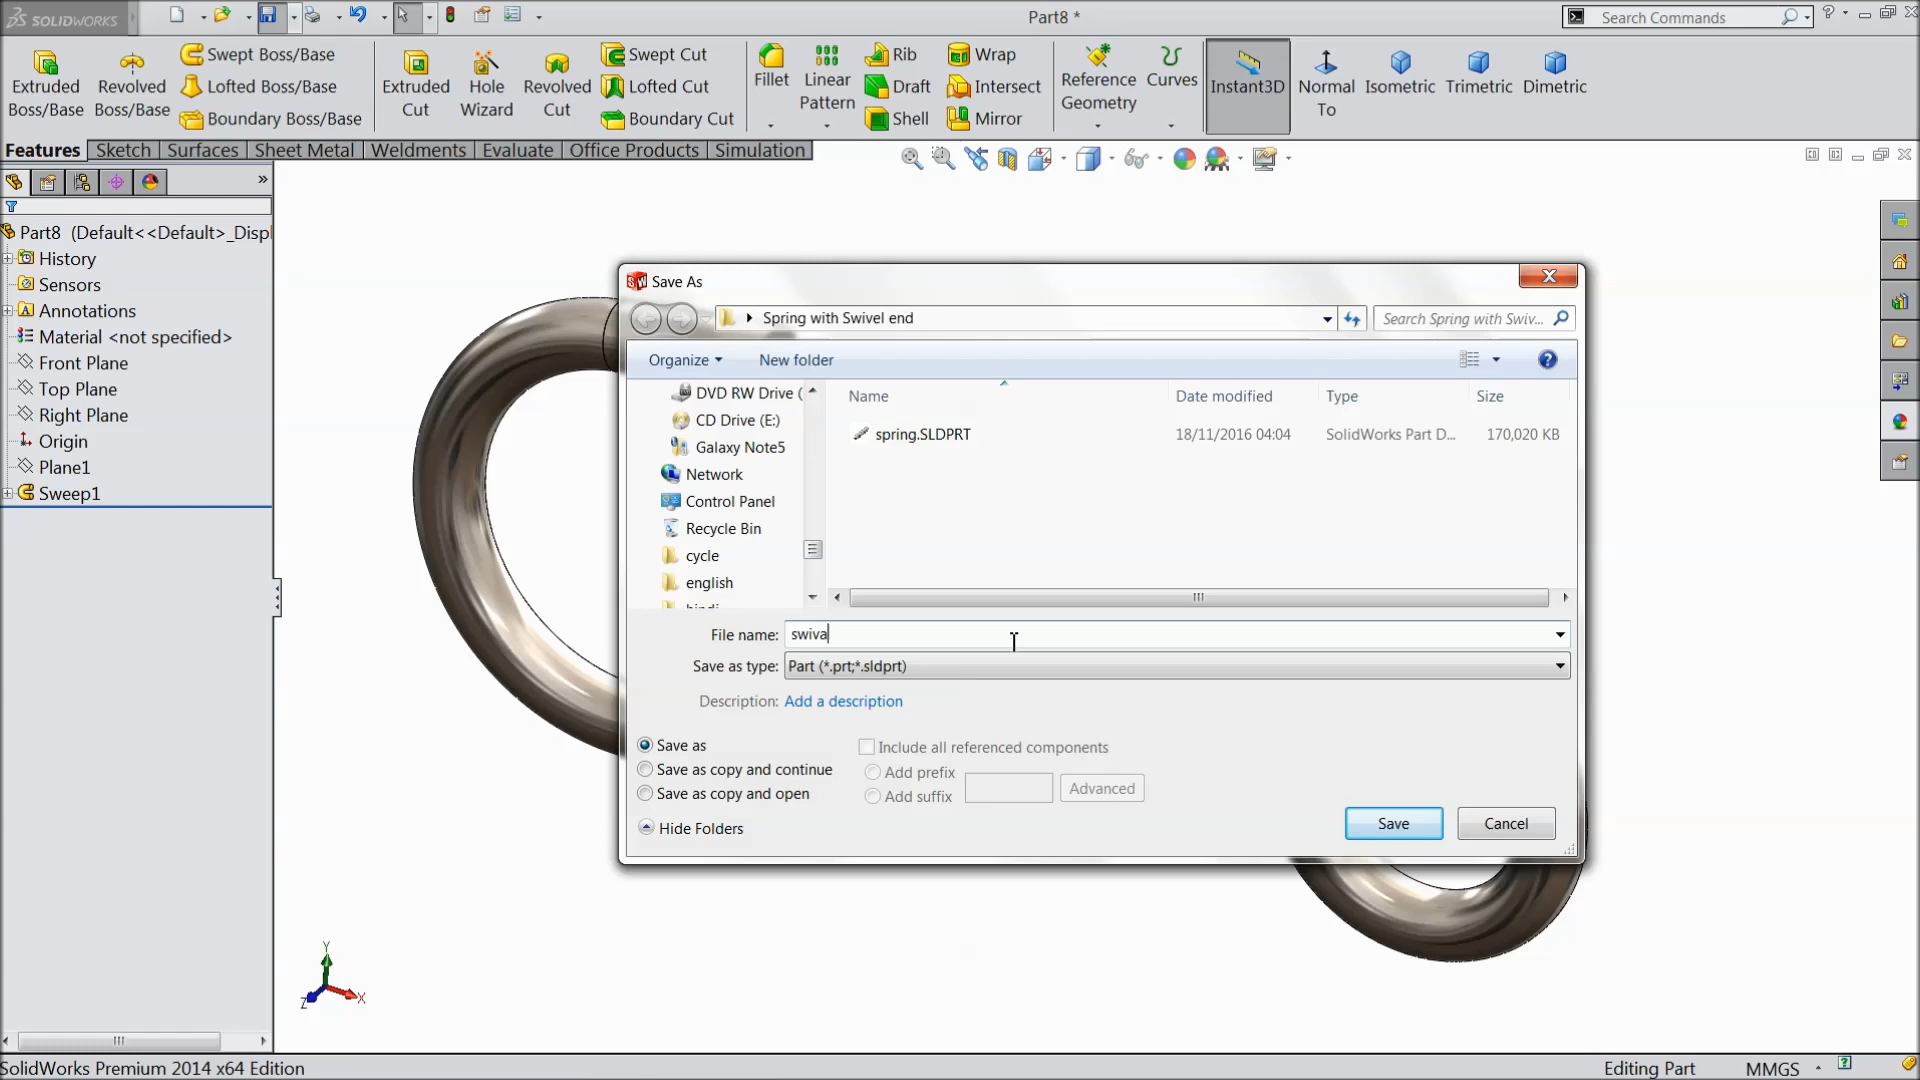 SOLIDWORKS
Part8 *
Search Commands
Extruded Boss/Base
Revolved Boss/Base
Swept Boss/Base
Lofted Boss/Base
Boundary Boss/Base
Extruded Cut
Hole Wizard
Revolved Cut
Swept Cut
Lofted Cut
Boundary Cut
Fillet
Linear Pattern
Rib
Draft
Shell
Wrap
Intersect
Mirror
Reference Geometry
Curves
Instant3D
Normal To
Isometric
Trimetric
Dimetric
Features
Sketch
Surfaces
Sheet Metal
Weldments
Evaluate
Office Products
Simulation
Part8 (Default<<Default>_Displ
History
Sensors
Annotations
Material <not specified>
Front Plane
Top Plane
Right Plane
Origin
Plane1
Sweep1
Save As
Spring with Swivel end
Search Spring with Swiv...
Organize
New folder
DVD RW Drive (
CD Drive (E:)
Galaxy Note5
Network
Control Panel
Recycle Bin
cycle
english
Name
Date modified
Type
Size
spring.SLDPRT
18/11/2016 04:04
SolidWorks Part D...
170,020 KB
File name: swiva
Save as type: Part (*.prt;*.sldprt)
Description: Add a description
Save as
Save as copy and continue
Save as copy and open
Include all referenced components
Add prefix
Add suffix
Advanced
Hide Folders
Save
Cancel
Y
Z
X
SolidWorks Premium 2014 x64 Edition
Editing Part
MMGS